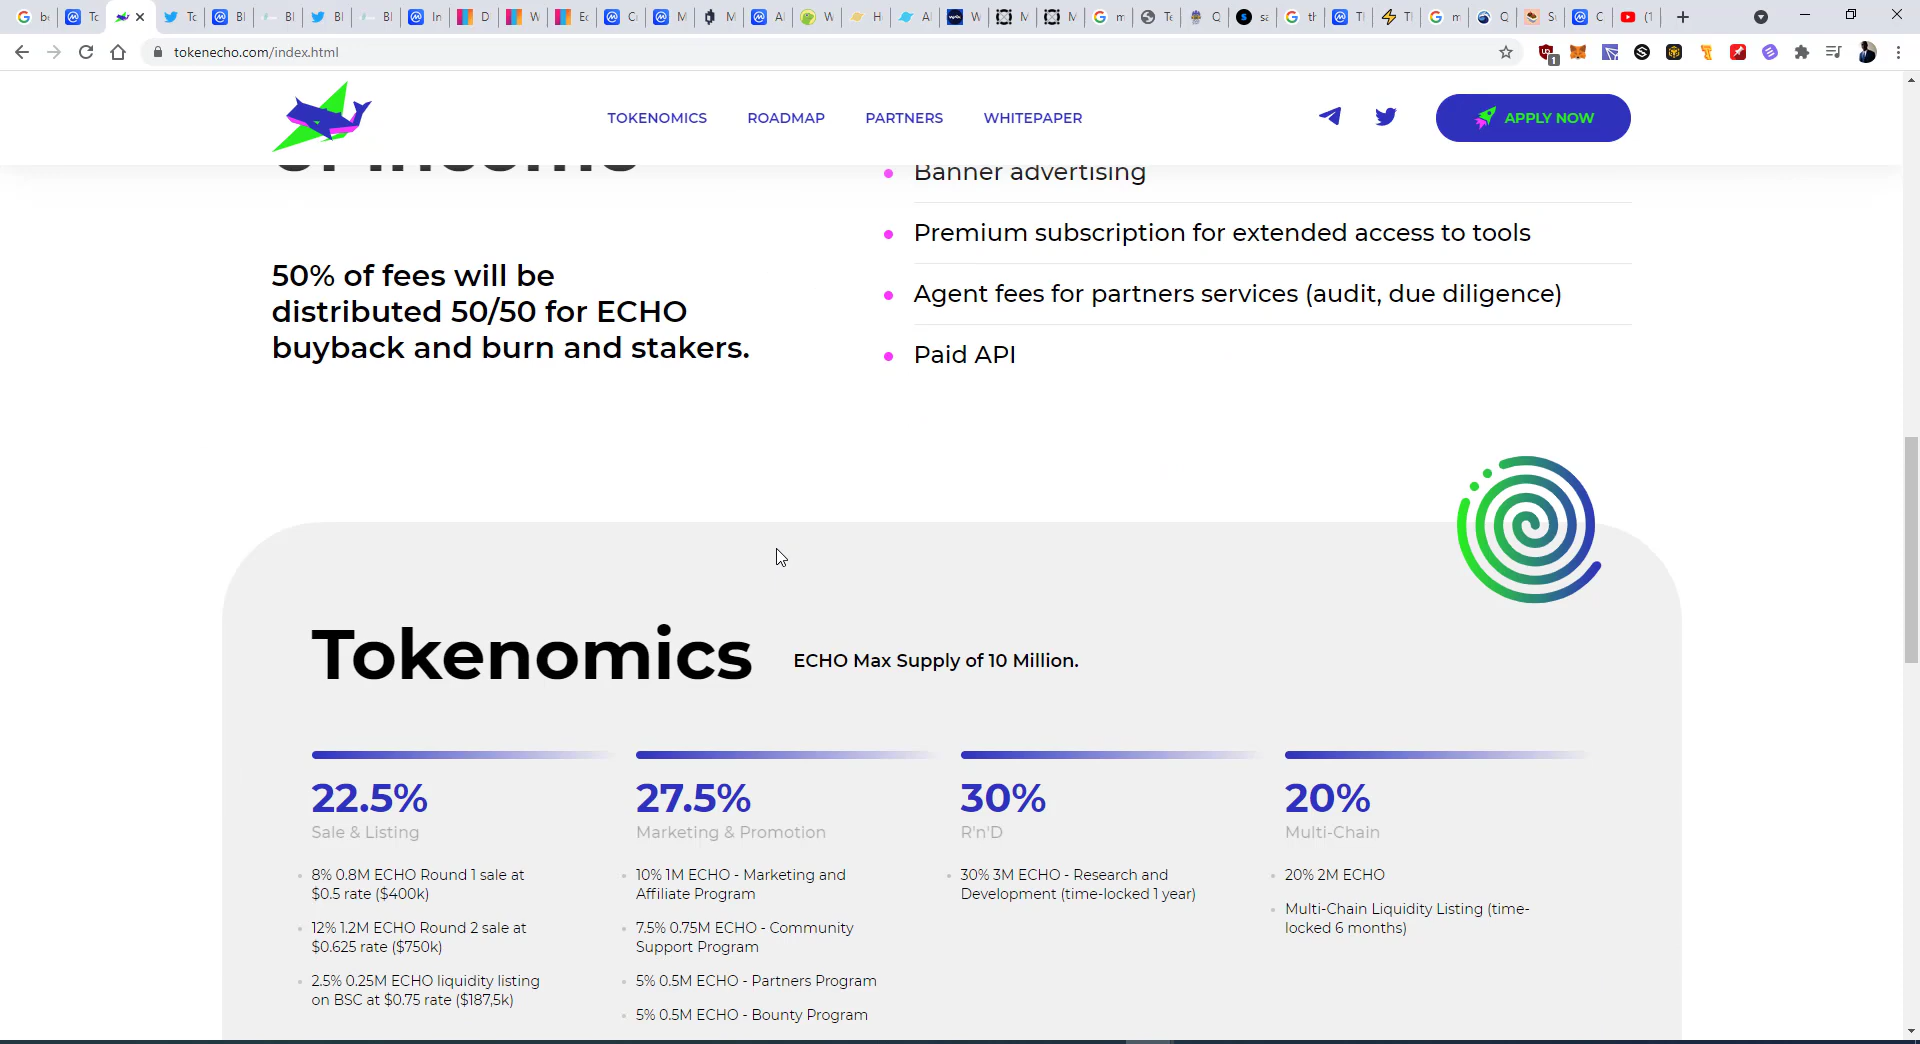 tokenecho.com/index.html
1
TOKENOMICS
ROADMAP
PARTNERS
WHITEPAPER
APPLY NOW
Banner advertising
Premium subscription for extended access to tools
Agent fees for partners services (audit, due diligence)
Paid API
50% of fees will be
distributed 50/50 for ECHO
buyback and burn and stakers.
Tokenomics
ECHO Max Supply of 10 Million.
22.5%
Sale & Listing
8% 0.8M ECHO Round 1 sale at
$0.5 rate ($400k)
12% 1.2M ECHO Round 2 sale at
$0.625 rate ($750k)
2.5% 0.25M ECHO liquidity listing
on BSC at $0.75 rate ($187,5k)
27.5%
Marketing & Promotion
10% 1M ECHO - Marketing and
Affiliate Program
7.5% 0.75M ECHO - Community
Support Program
5% 0.5M ECHO - Partners Program
5% 0.5M ECHO - Bounty Program
30%
R'n'D
30% 3M ECHO - Research and
Development (time-locked 1 year)
20%
Multi-Chain
20% 2M ECHO
Multi-Chain Liquidity Listing (time-
locked 6 months)